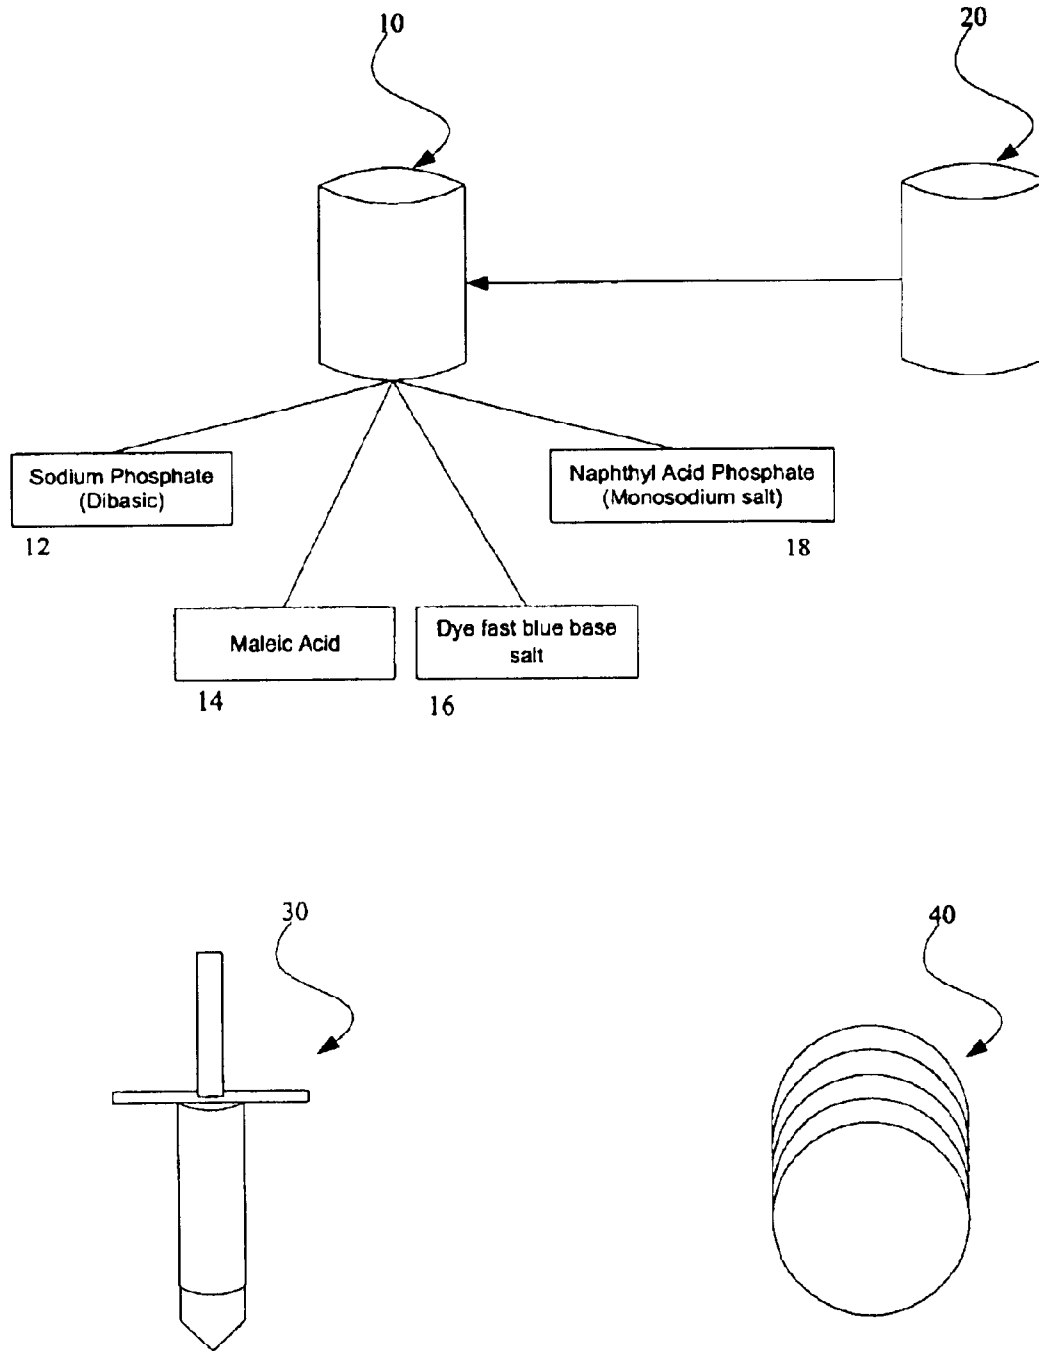 10
20
Sodium Phosphate
(Dibasic)
12
Naphthyl Acid Phosphate
(Monosodium salt)
18
Maleic Acid
14
Dye fast blue base
salt
16
30
40